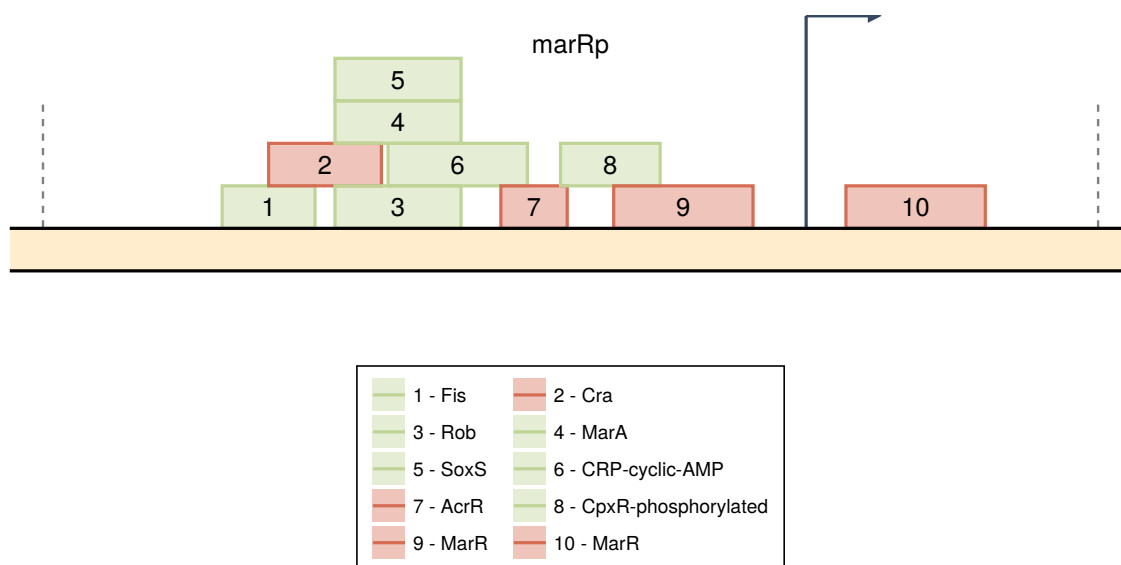 marRp
5
4
2 6 8
1 3 7 9 10
1 - Fis 2 - Cra
3 - Rob 4 - MarA
5 - SoxS 6 - CRP-cyclic-AMP
7 - AcrR 8 - CpxR-phosphorylated
9 - MarR 10 - MarR